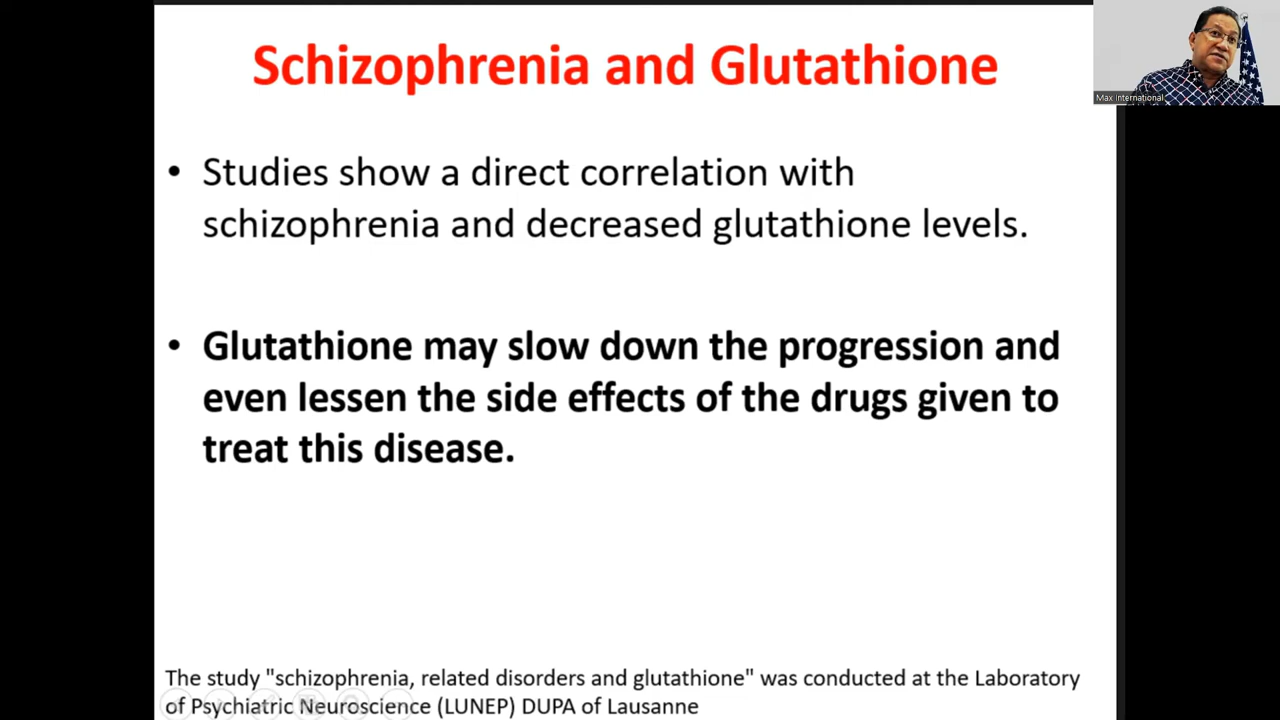 Schizophrenia and Glutathione
Max International
• Studies show a direct correlation with
schizophrenia and decreased glutathione levels.
• Glutathione may slow down the progression and
even lessen the side effects of the drugs given to
treat this disease.
The study "schizophrenia, related disorders and glutathione" was conducted at the Laboratory
of Psychiatric Neuroscience (LUNEP) DUPA of Lausanne